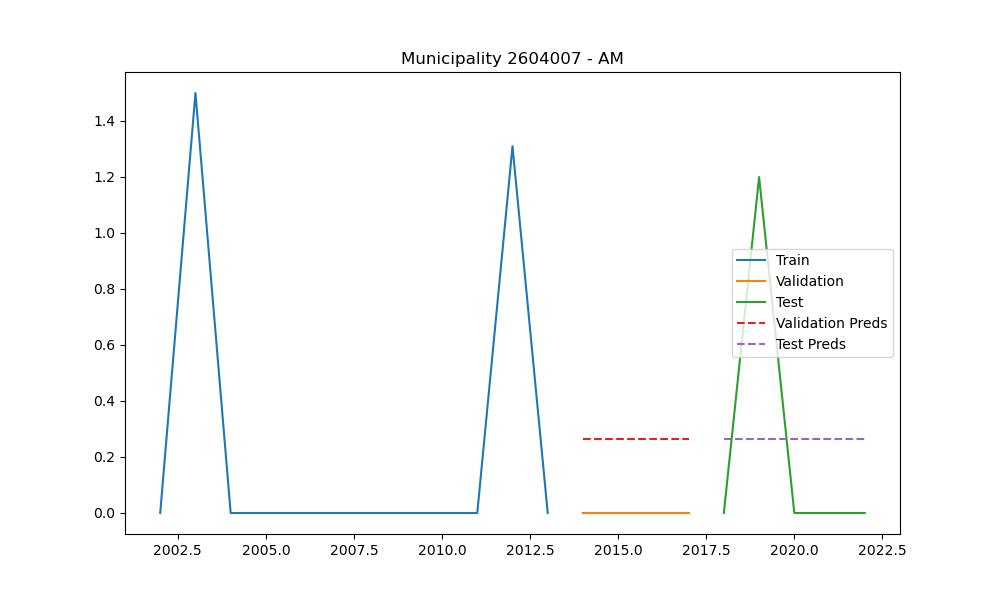 Municipality 2604007 - AM
1.4
1.2
1.0
0.8
0.6
0.4
0.2
0.0
Train
Validation
Test
Validation Preds
Test Preds
2002.5 2005.0 2007.5 2010.0 2012.5 2015.0 2017.5 2020.0 2022.5